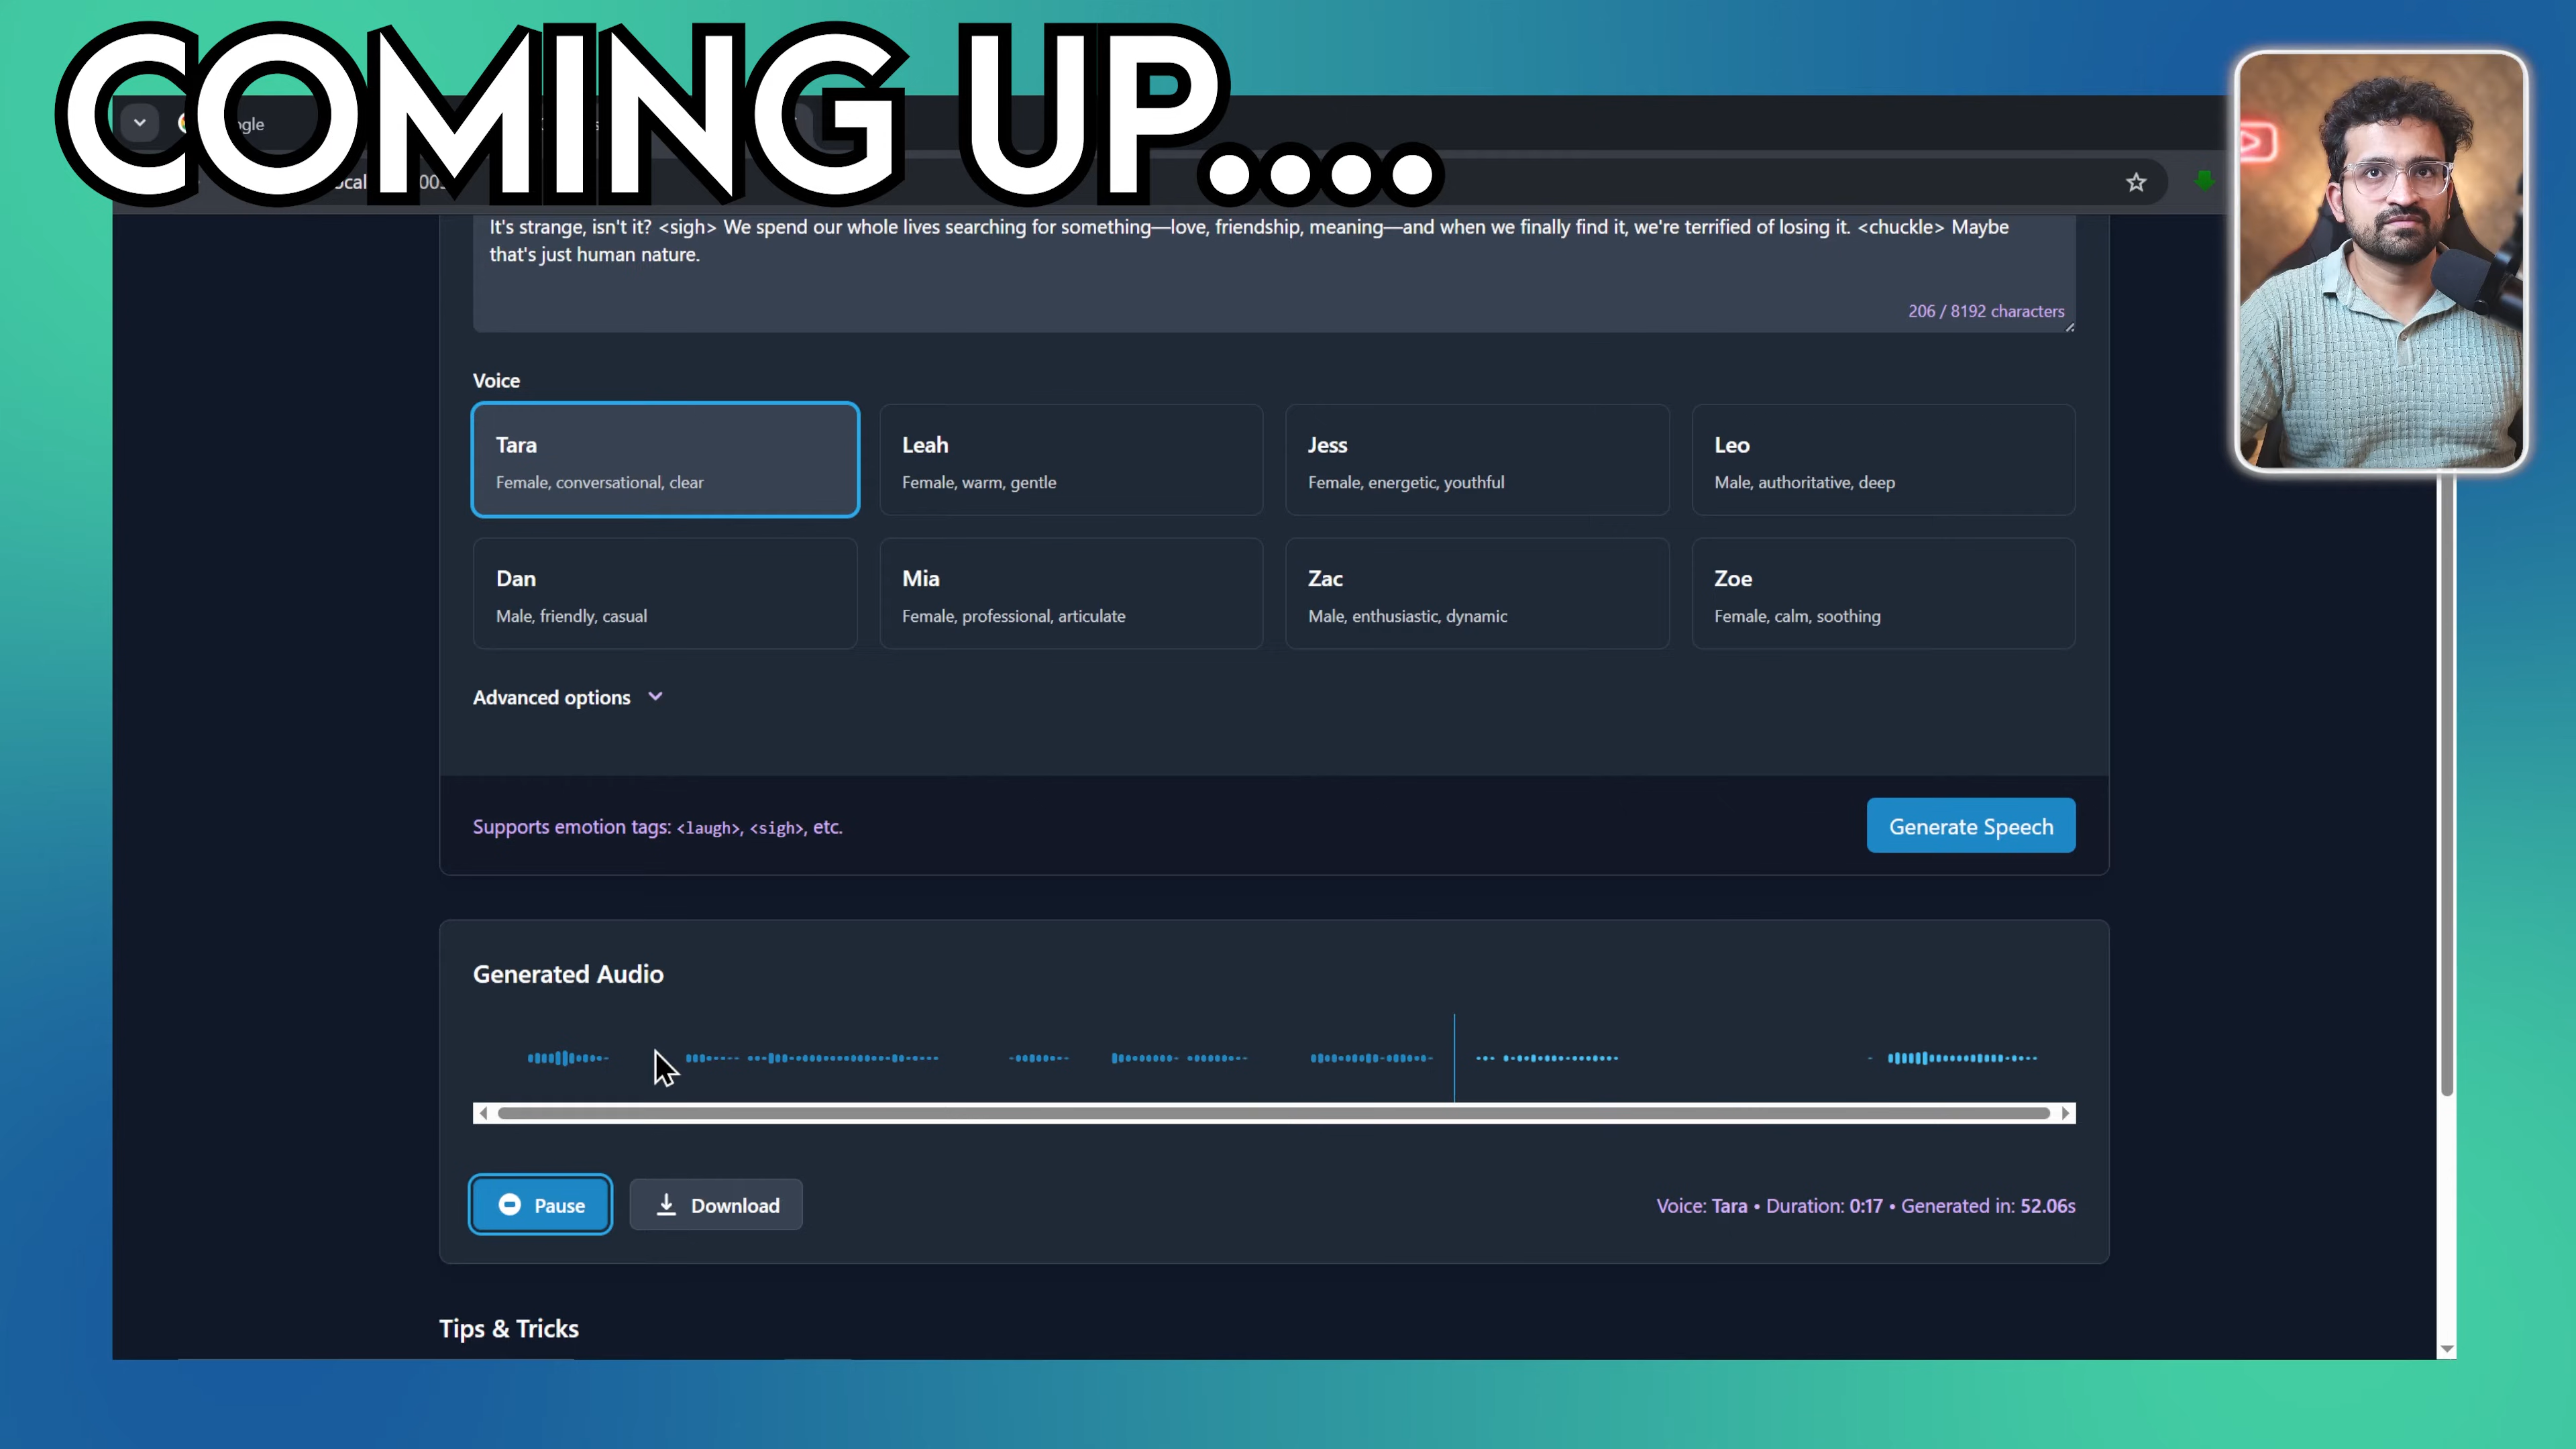 COMING UP....
It's strange, isn't it? <sigh> We spend our whole lives searching for something—love, friendship, meaning—and when we finally find it, we're terrified of losing it. <chuckle> Maybe
that's just human nature.
206 / 8192 characters
Voice
Tara
Female, conversational, clear
Leah
Female, warm, gentle
Jess
Female, energetic, youthful
Leo
Male, authoritative, deep
Dan
Male, friendly, casual
Mia
Female, professional, articulate
Zac
Male, enthusiastic, dynamic
Zoe
Female, calm, soothing
Advanced options
Supports emotion tags: <laugh>, <sigh>, etc.
Generate Speech
Generated Audio
Pause
Download
Voice: Tara • Duration: 0:17 • Generated in: 52.06s
Tips & Tricks